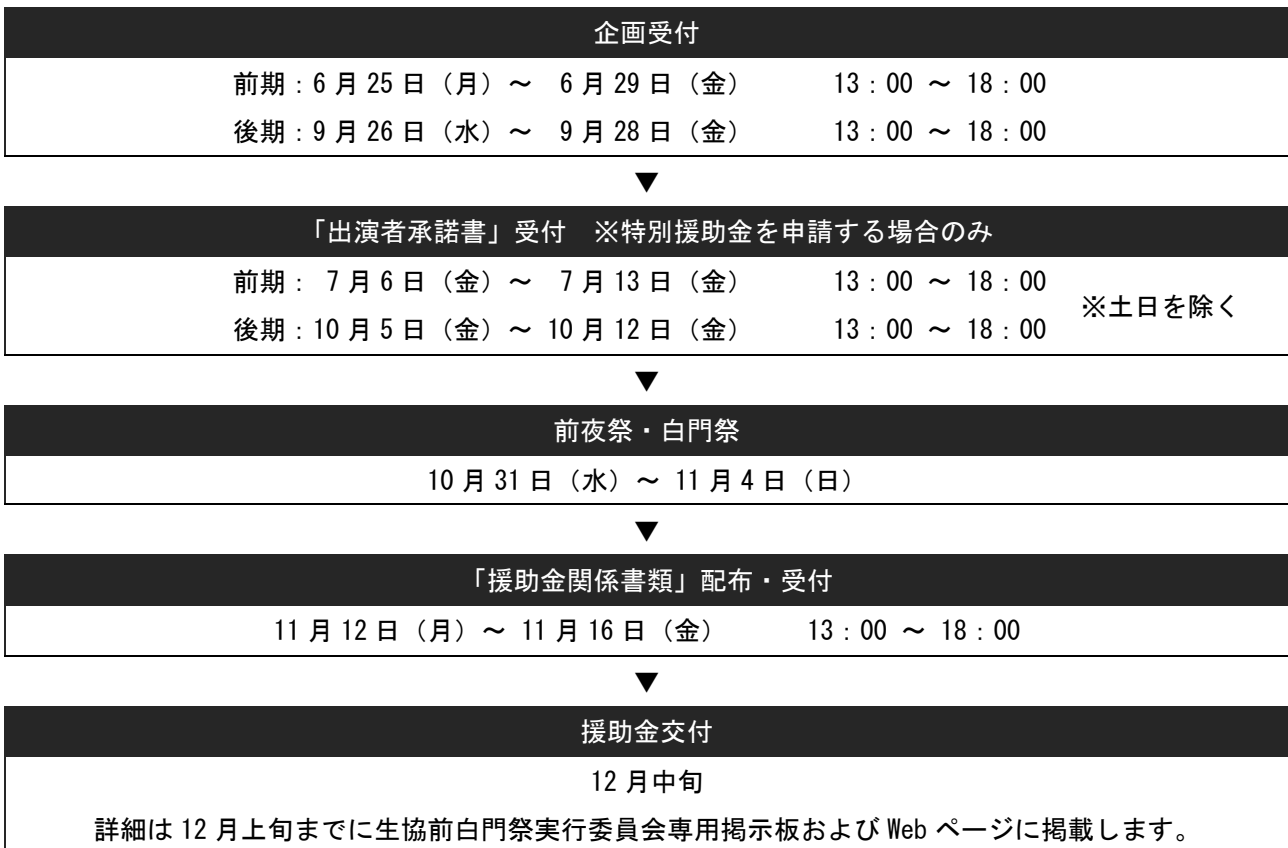 企画受付
前期：6月25日（月）～ 6月29日（金） 13：00 ～ 18：00
後期：9月26日（水）～ 9月28日（金） 13：00 ～ 18：00
▼
「出演者承諾書」受付 ※特別援助金を申請する場合のみ
前期： 7月6日（金）～ 7月13日（金） 13：00 ～ 18：00
後期：10月5日（金）～ 10月12日（金） 13：00 ～ 18：00
※土日を除く
▼
前夜祭・白門祭
10月31日（水）～ 11月4日（日）
▼
「援助金関係書類」配布・受付
11月12日（月）～ 11月16日（金） 13：00 ～ 18：00
▼
援助金交付
12月中旬
詳細は12月上旬までに生協前白門祭実行委員会専用掲示板およびWebページに掲載します。